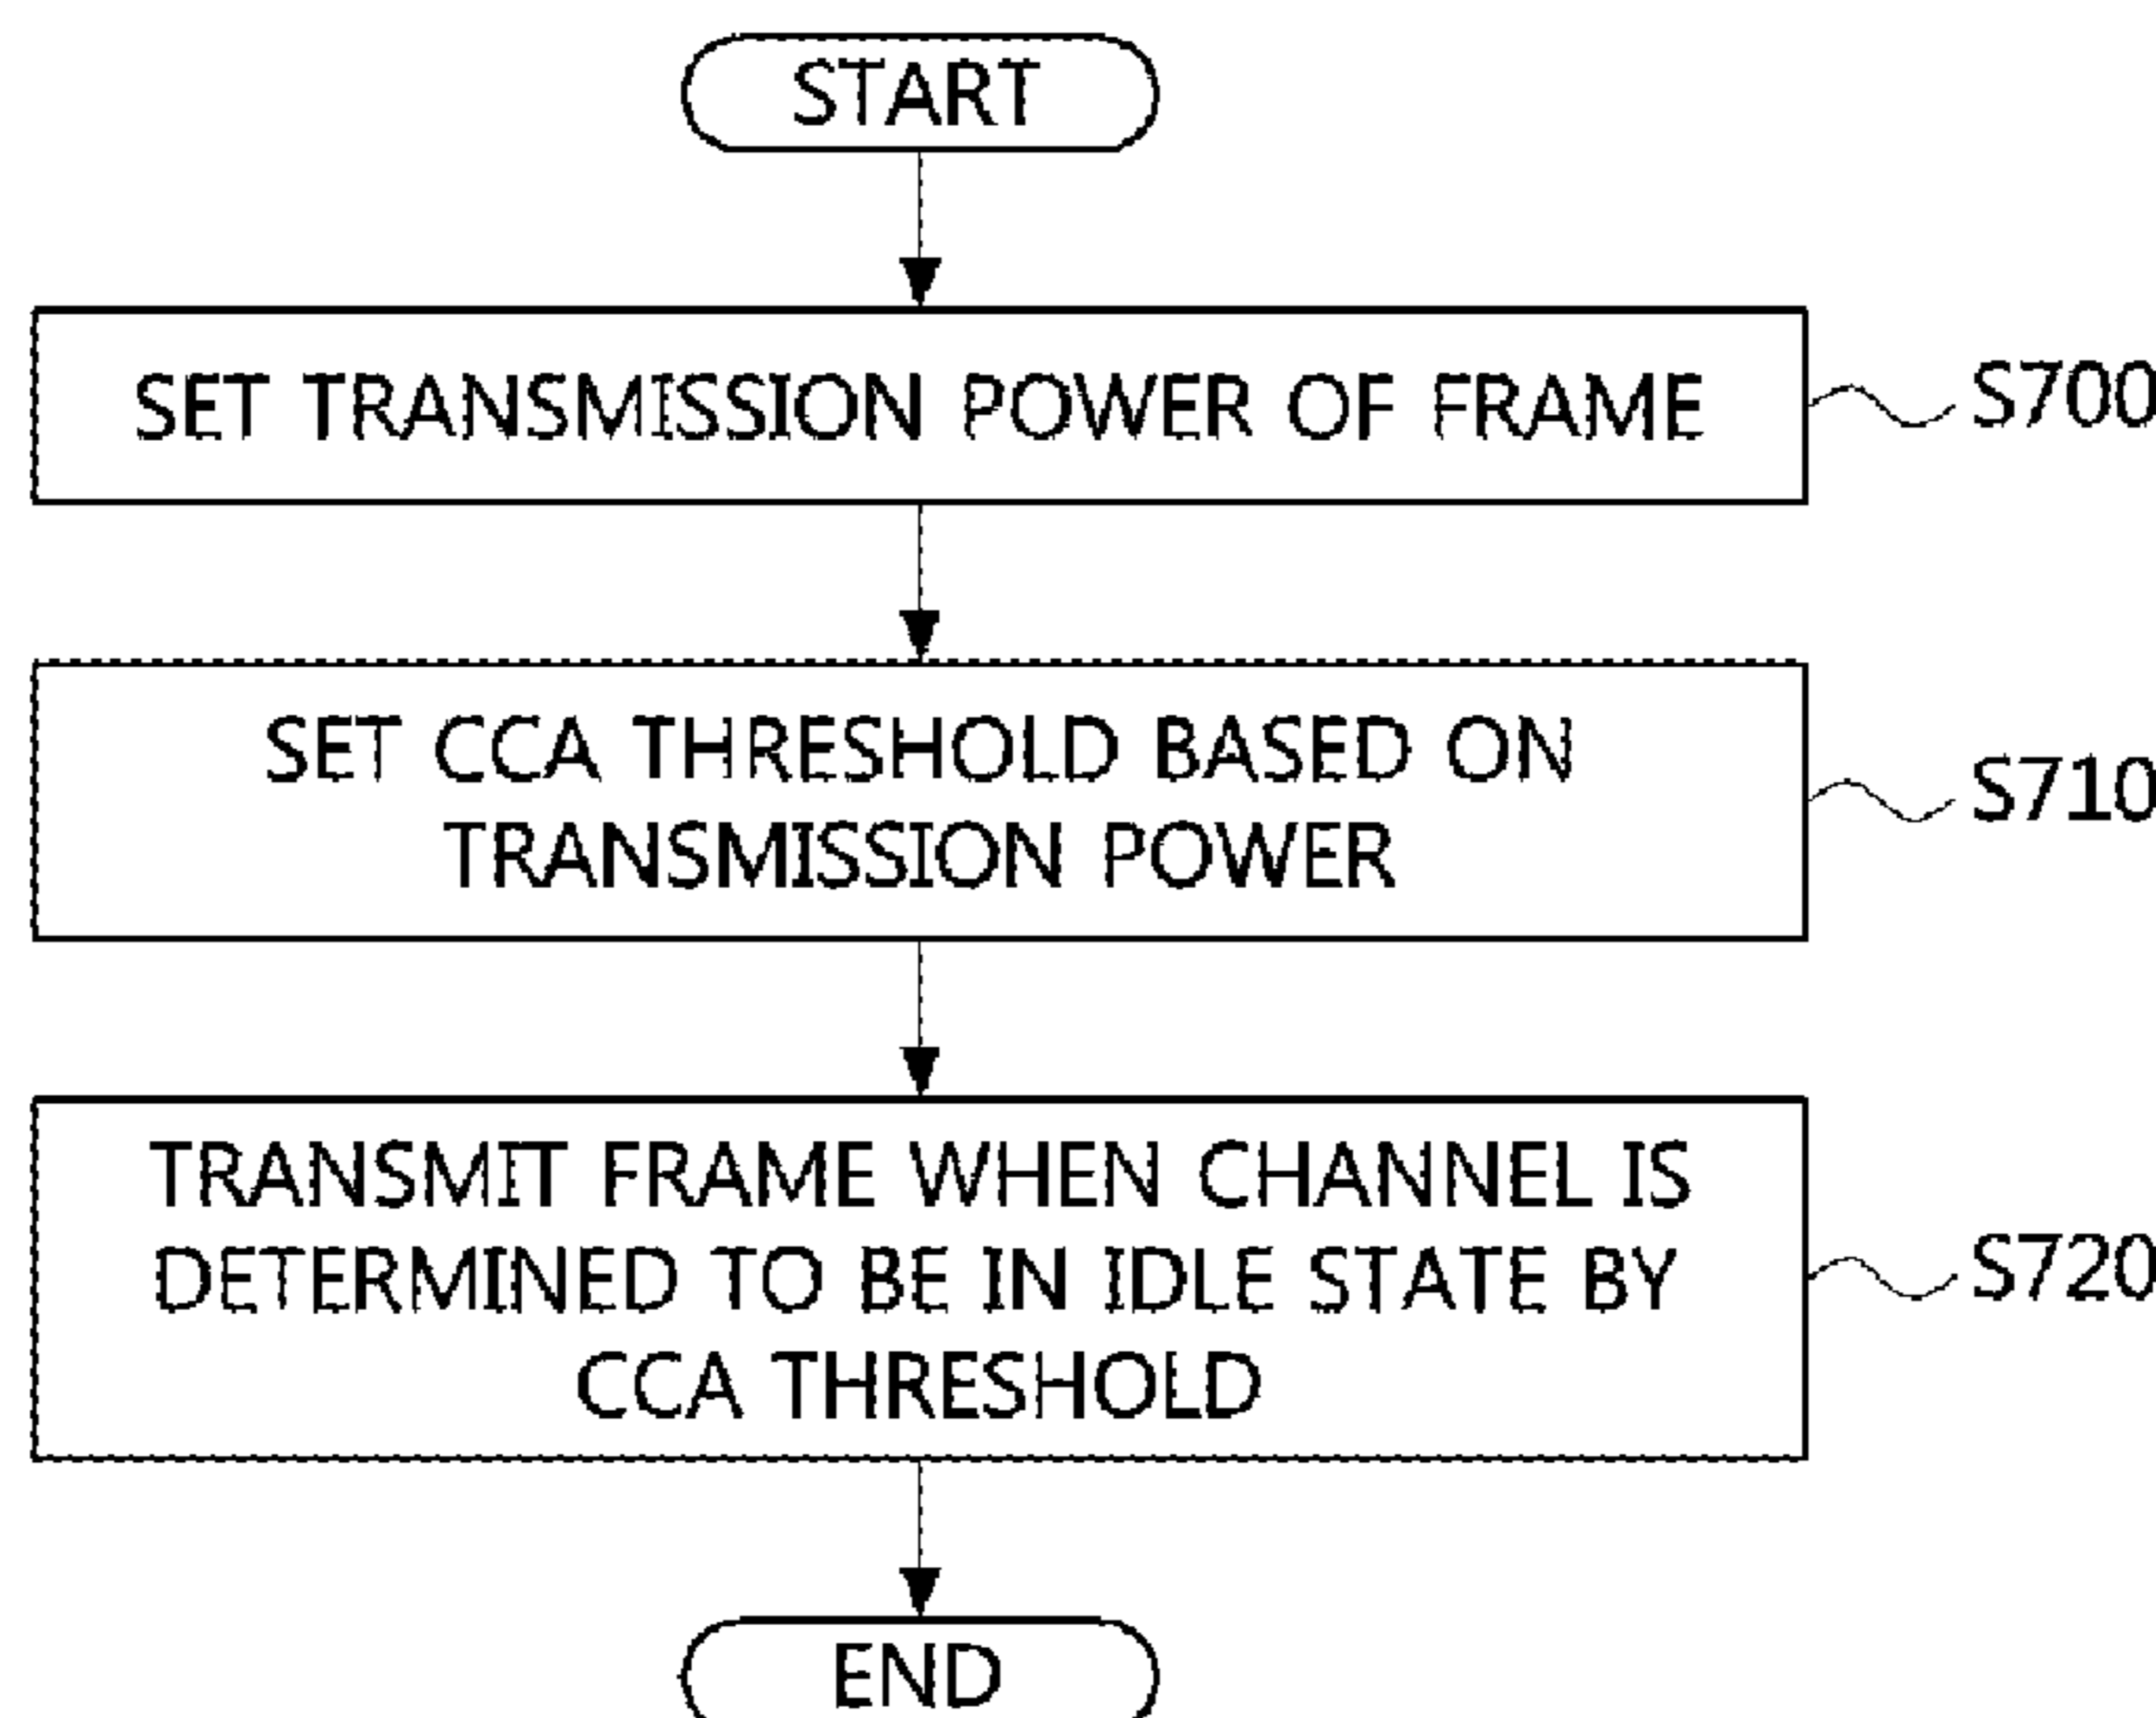 START
SET TRANSMISSION POWER OF FRAME
S700
SET CCA THRESHOLD BASED ON
TRANSMISSION POWER
S710
TRANSMIT FRAME WHEN CHANNEL IS
DETERMINED TO BE IN IDLE STATE BY
CCA THRESHOLD
S720
END